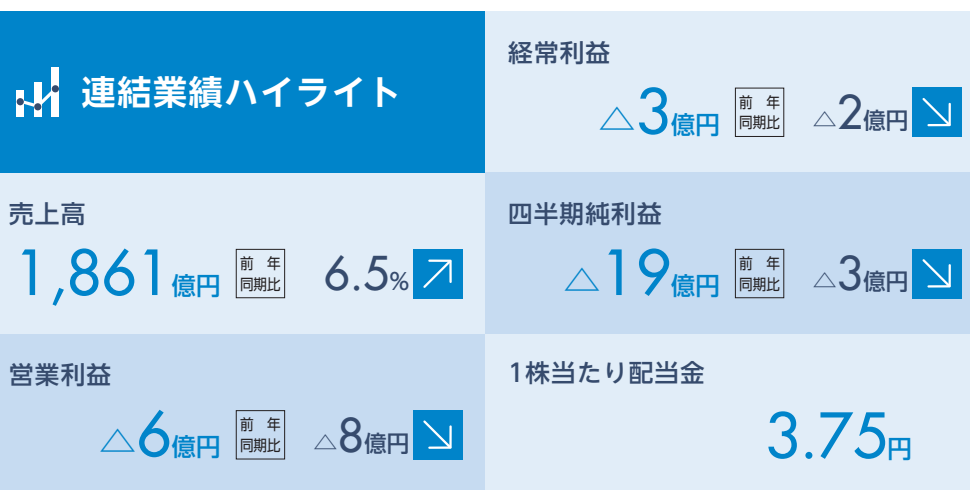 連結業績ハイライト
売上高
1,861億円 前年同期比 6.5%
営業利益
△6億円 前年同期比 △8億円
経常利益
△3億円 前年同期比 △2億円
四半期純利益
△19億円 前年同期比 △3億円
1株当たり配当金
3.75円